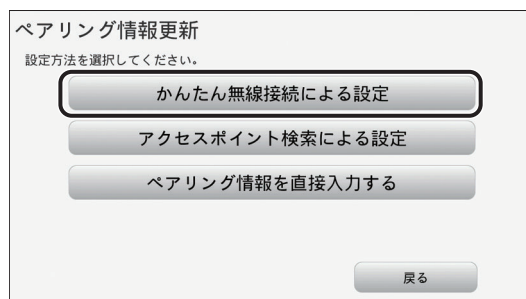 ペアリング情報更新
設定方法を選択してください。
かんたん無線接続による設定
アクセスポイント検索による設定
ペアリング情報を直接入力する
戻る